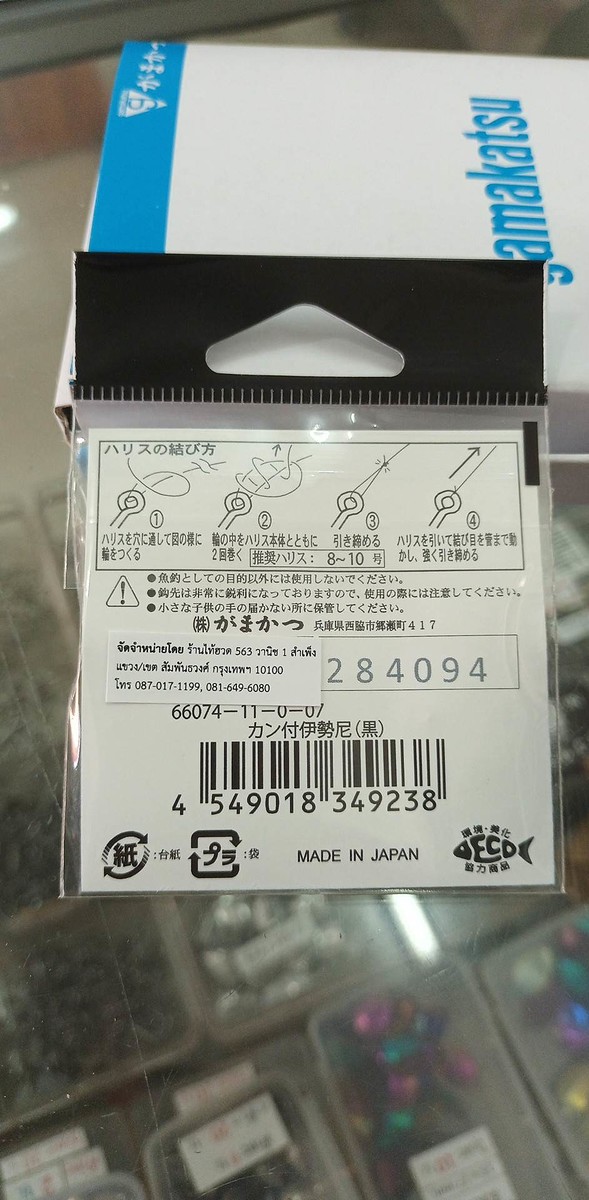 がまかつ
gamakatsu
ハリスの結び方
① ② ③ ④
ハリスを穴に通して図の様に輪をつくる
輪の中をハリス本体とともに2回巻く
引き締める
ハリスを引いて結び目を管まで動かし、強く引き締める
推奨ハリス: 8~10 号
●魚釣としての目的以外には使用しないでください。
●鈎先は非常に鋭利になっておりますので、使用の際には注意してください。
●小さな子供の手の届かない所に保管してください。
(株)がまかつ 兵庫県西脇市郷瀬町417
จัดจำหน่ายโดย ร้านไท้ฮวด 563 วานิช 1 สำเพ็ง
แขวง/เขต สัมพันธวงศ์ กรุงเทพฯ 10100
โทร 087-017-1199, 081-649-6080
284094
66074-11-0-07
カン付伊勢尼(黒)
4 549018 349238
紙 :台紙 プラ :袋 MADE IN JAPAN
環境・美化
ECO
協力商品